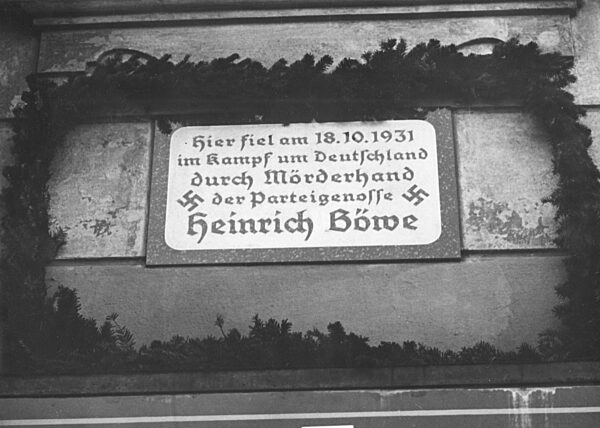 Hier fiel am 18.10.1931
im Kampf um Deutschland
durch Mörderhand
der Parteigenosse
Heinrich Böwe